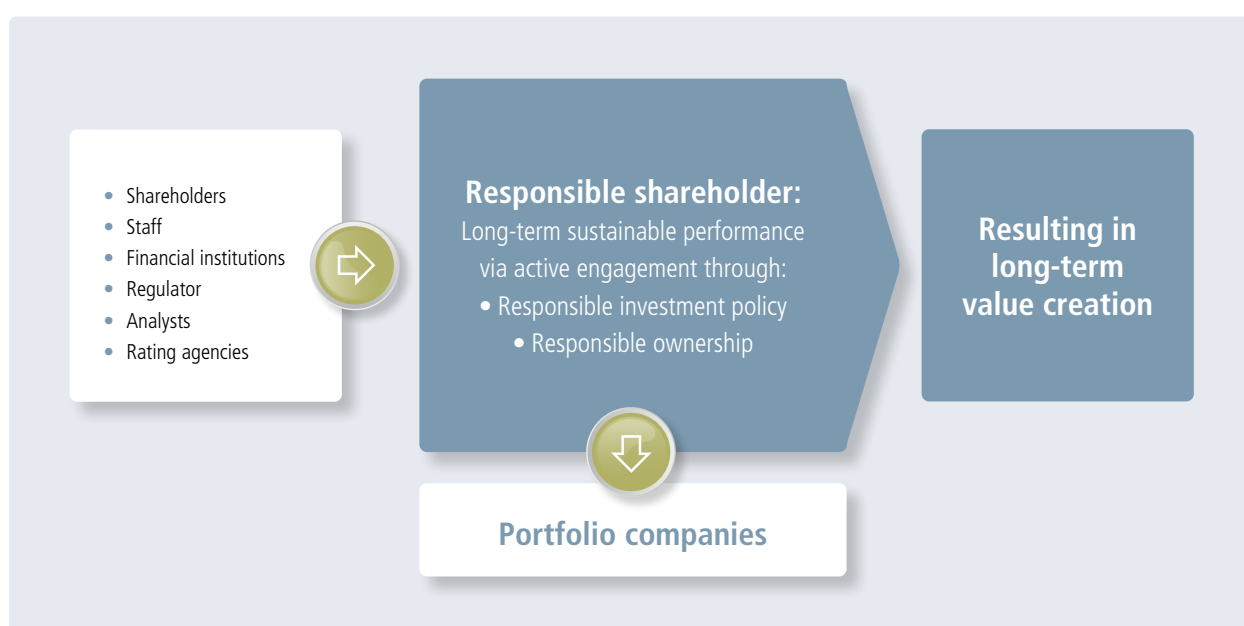 • Shareholders
• Staff
• Financial institutions
• Regulator
• Analysts
• Rating agencies
Responsible shareholder:
Long-term sustainable performance
via active engagement through:
• Responsible investment policy
• Responsible ownership
Resulting in
long-term
value creation
Portfolio companies